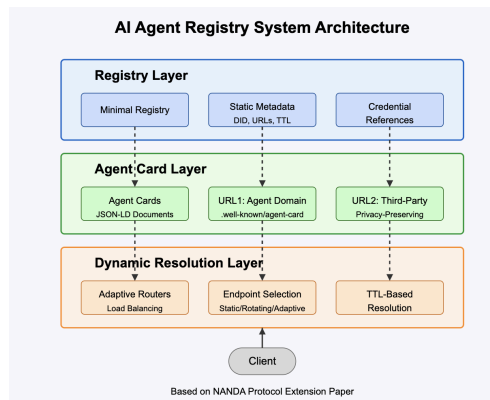 AI Agent Registry System Architecture
Registry Layer
Minimal Registry
Static Metadata
DID, URLs, TTL
Credential
References
Agent Card Layer
Agent Cards
JSON-LD Documents
URL1: Agent Domain
.well-known/agent-card
URL2: Third-Party
Privacy-Preserving
Dynamic Resolution Layer
Adaptive Routers
Load Balancing
Endpoint Selection
Static/Rotating/Adaptive
TTL-Based
Resolution
Client
Based on NANDA Protocol Extension Paper